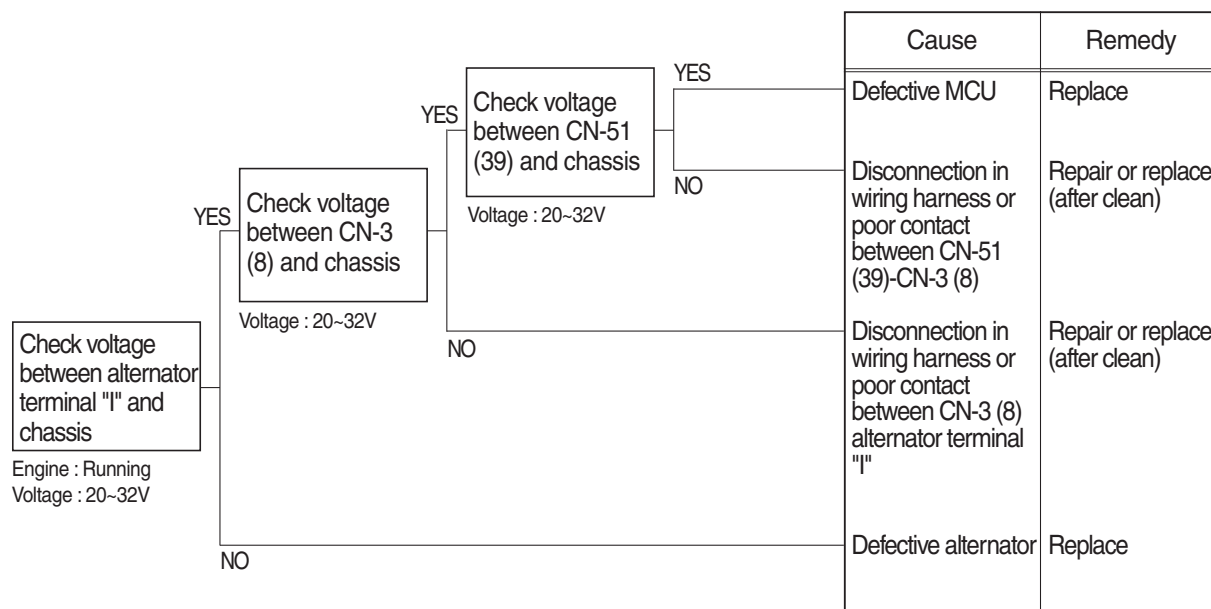 Cause Remedy
YES
Defective MCU Replace
YES
Check voltage
between CN-51
(39) and chassis
NO
Voltage : 20~32V
Disconnection in
wiring harness or
poor contact
between CN-51
(39)-CN-3 (8)
Repair or replace
(after clean)
YES
Check voltage
between CN-3
(8) and chassis
Voltage : 20~32V
NO
Disconnection in
wiring harness or
poor contact
between CN-3 (8)
alternator terminal
"I"
Repair or replace
(after clean)
Check voltage
between alternator
terminal "I" and
chassis
Engine : Running
Voltage : 20~32V
NO
Defective alternator Replace